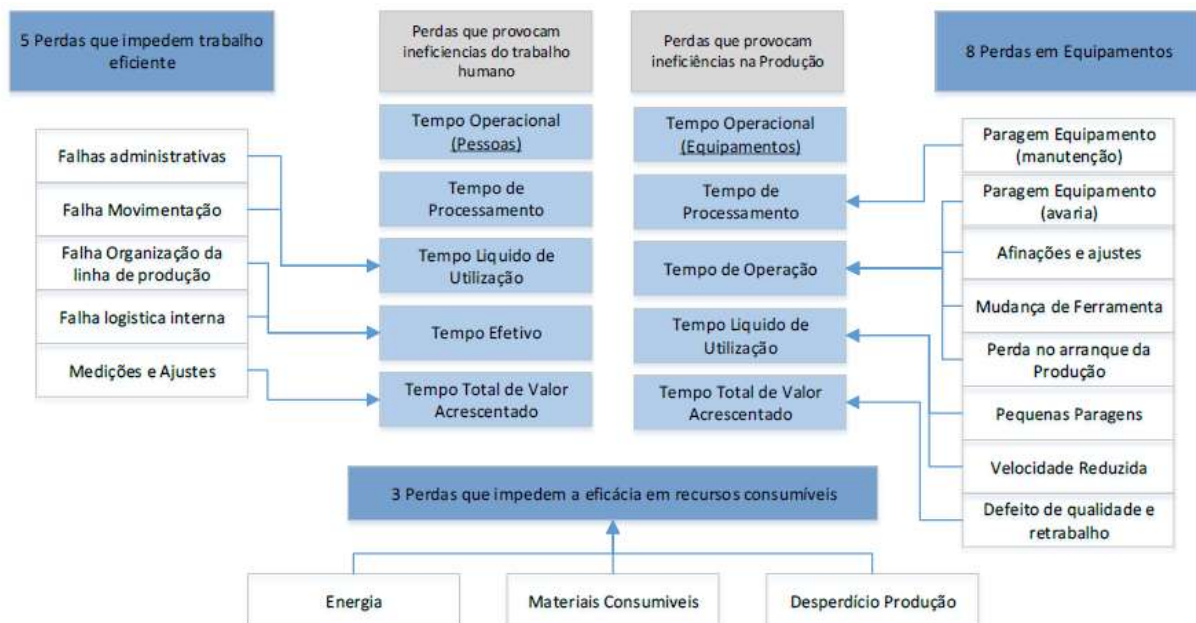 5 Perdas que impedem trabalho
eficiente
Perdas que provocam
ineficiencias do trabalho
humano
Perdas que provocam
ineficiências na Produção
8 Perdas em Equipamentos
Falhas administrativas
Falha Movimentação
Falha Organização da
linha de produção
Falha logistica interna
Medições e Ajustes
Tempo Operacional
(Pessoas)
Tempo de
Processamento
Tempo Liquido de
Utilização
Tempo Efetivo
Tempo Total de Valor
Acrescentado
Tempo Operacional
(Equipamentos)
Tempo de
Processamento
Tempo de Operação
Tempo Liquido de
Utilização
Tempo Total de Valor
Acrescentado
Paragem Equipamento
(manutenção)
Paragem Equipamento
(avaria)
Afinações e ajustes
Mudança de Ferramenta
Perda no arranque da
Produção
Pequenas Paragens
Velocidade Reduzida
Defeito de qualidade e
retrabalho
3 Perdas que impedem a eficácia em recursos consumíveis
Energia
Materiais Consumiveis
Desperdício Produção